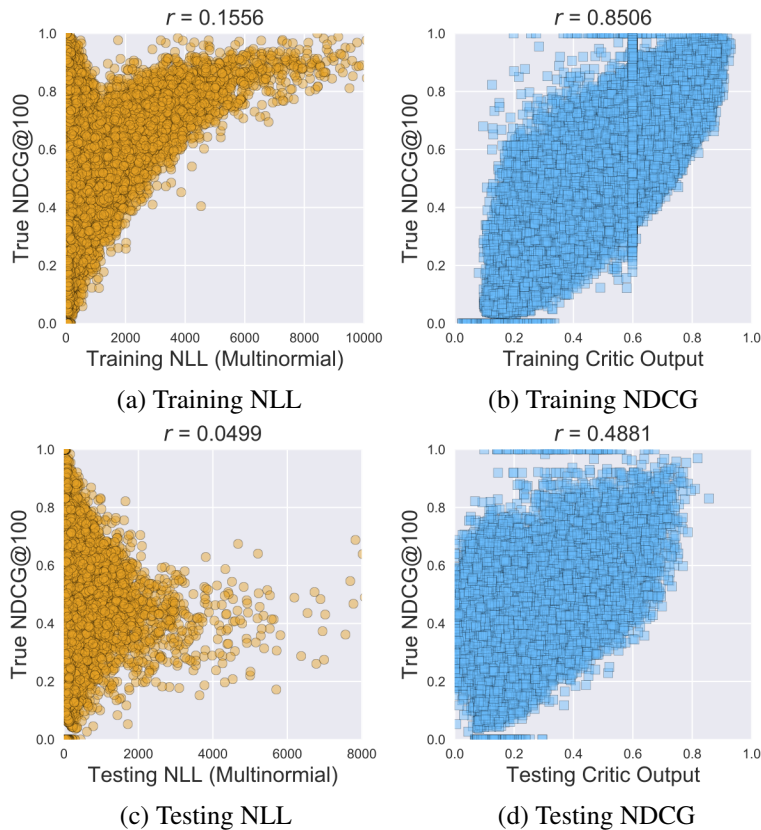 r = 0.1556
True NDCG@100
1.0
0.8
0.6
0.4
0.2
0.0
0 2000 4000 6000 8000 10000
Training NLL (Multinormial)
(a) Training NLL
r = 0.8506
True NDCG@100
1.0
0.8
0.6
0.4
0.2
0.0
0.0 0.2 0.4 0.6 0.8 1.0
Training Critic Output
(b) Training NDCG
r = 0.0499
True NDCG@100
1.0
0.8
0.6
0.4
0.2
0.0
0 2000 4000 6000 8000
Testing NLL (Multinormial)
(c) Testing NLL
r = 0.4881
True NDCG@100
1.0
0.8
0.6
0.4
0.2
0.0
0.0 0.2 0.4 0.6 0.8 1.0
Testing Critic Output
(d) Testing NDCG